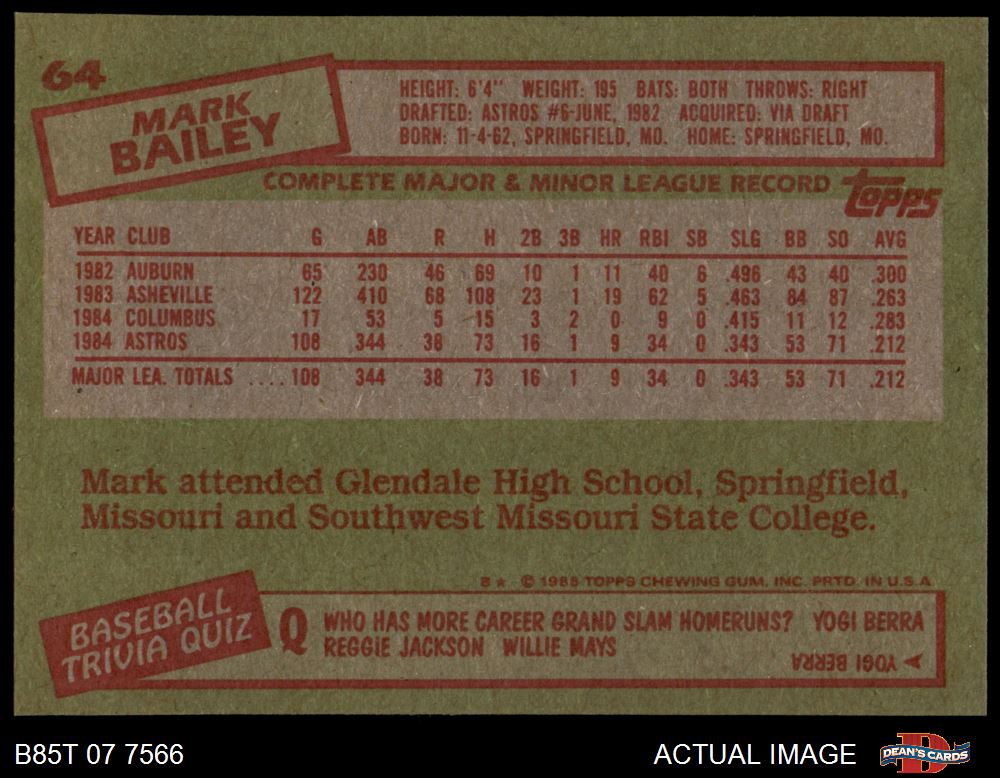 64
MARK
BAILEY
HEIGHT: 6'4" WEIGHT: 195 BATS: BOTH THROWS: RIGHT
DRAFTED: ASTROS #6-JUNE, 1982 ACQUIRED: VIA DRAFT
BORN: 11-4-62, SPRINGFIELD, MO. HOME: SPRINGFIELD, MO.
COMPLETE MAJOR & MINOR LEAGUE RECORD topps
YEAR CLUB G AB R H 2B 3B HR RBI SB SLG BB SO AVG
1982 AUBURN 65 230 46 69 10 1 11 40 6 .496 43 40 .300
1983 ASHEVILLE 122 410 68 108 23 1 19 62 5 .463 84 87 .263
1984 COLUMBUS 17 53 5 15 3 2 0 9 0 .415 11 12 .283
1984 ASTROS 108 344 38 73 16 1 9 34 0 .343 53 71 .212
MAJOR LEA. TOTALS .... 108 344 38 73 16 1 9 34 0 .343 53 71 .212
Mark attended Glendale High School, Springfield,
Missouri and Southwest Missouri State College.
B★ © 1985 TOPPS CHEWING GUM, INC. PRTD. IN U.S.A.
BASEBALL
TRIVIA QUIZ
Q WHO HAS MORE CAREER GRAND SLAM HOMERUNS? YOGI BERRA
REGGIE JACKSON WILLIE MAYS
A YOGI BERRA
B85T 07 7566 ACTUAL IMAGE DEAN'S CARDS